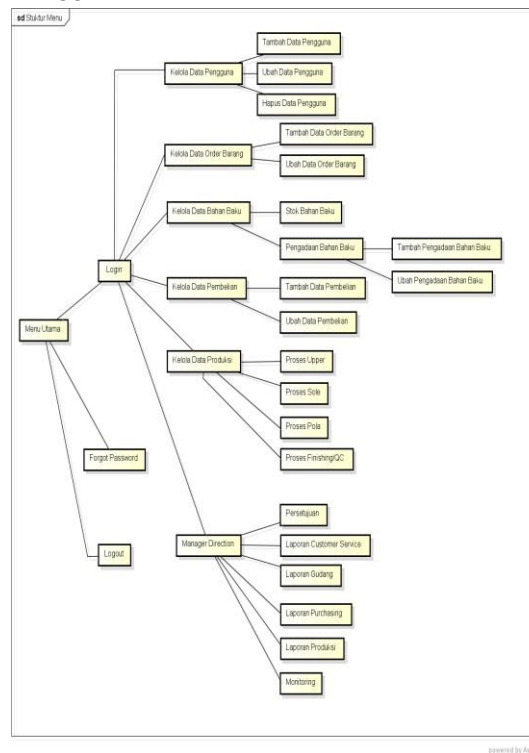 sd Stuktur Menu
Tambah Data Pengguna
Kelola Data Pengguna
Ubah Data Pengguna
Hapus Data Pengguna
Tambah Data Order Barang
Kelola Data Order Barang
Ubah Data Order Barang
Kelola Data Bahan Baku
Stok Bahan Baku
Pengadaan Bahan Baku
Tambah Pengadaan Bahan Baku
Login
Ubah Pengadaan Bahan Baku
Kelola Data Pembelian
Tambah Data Pembelian
Menu Utama
Ubah Data Pembelian
Kelola Data Produksi
Proses Upper
Proses Sole
Proses Pola
Forgot Password
Proses Finishing/QC
Persetujuan
Manager Direction
Laporan Customer Service
Logout
Laporan Gudang
Laporan Purchasing
Laporan Produksi
Monitoring
powered by As